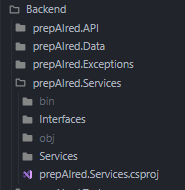 Backend
prepAIred.API
prepAIred.Data
prepAIred.Exceptions
prepAIred.Services
bin
Interfaces
obj
Services
prepAIred.Services.csproj